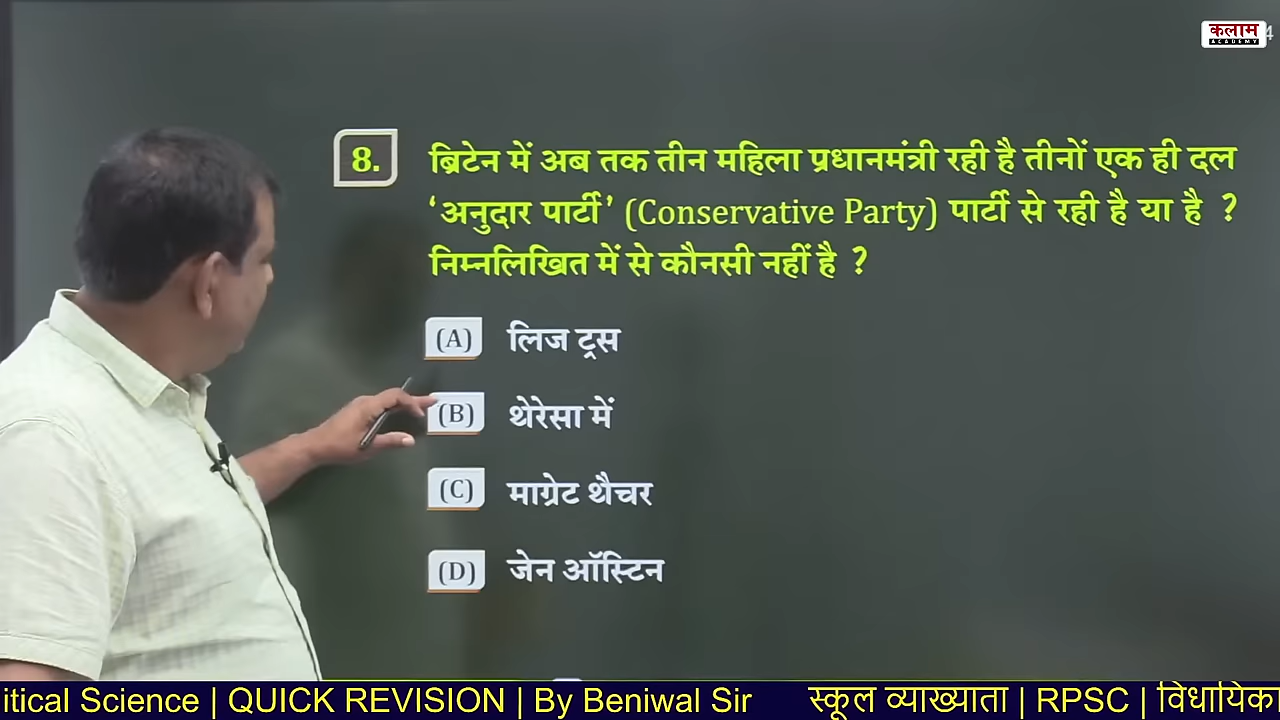 कलाम
ACADEMY
4
8.
ब्रिटेन में अब तक तीन महिला प्रधानमंत्री रही है तीनों एक ही दल
‘अनुदार पार्टी’ (Conservative Party) पार्टी से रही है या है ?
निम्नलिखित में से कौनसी नहीं है ?
(A) लिज ट्रस
(B) थेरेसा में
(C) माग्रेट थैचर
(D) जेन ऑस्टिन
itical Science | QUICK REVISION | By Beniwal Sir स्कूल व्याख्याता | RPSC | विधायिका